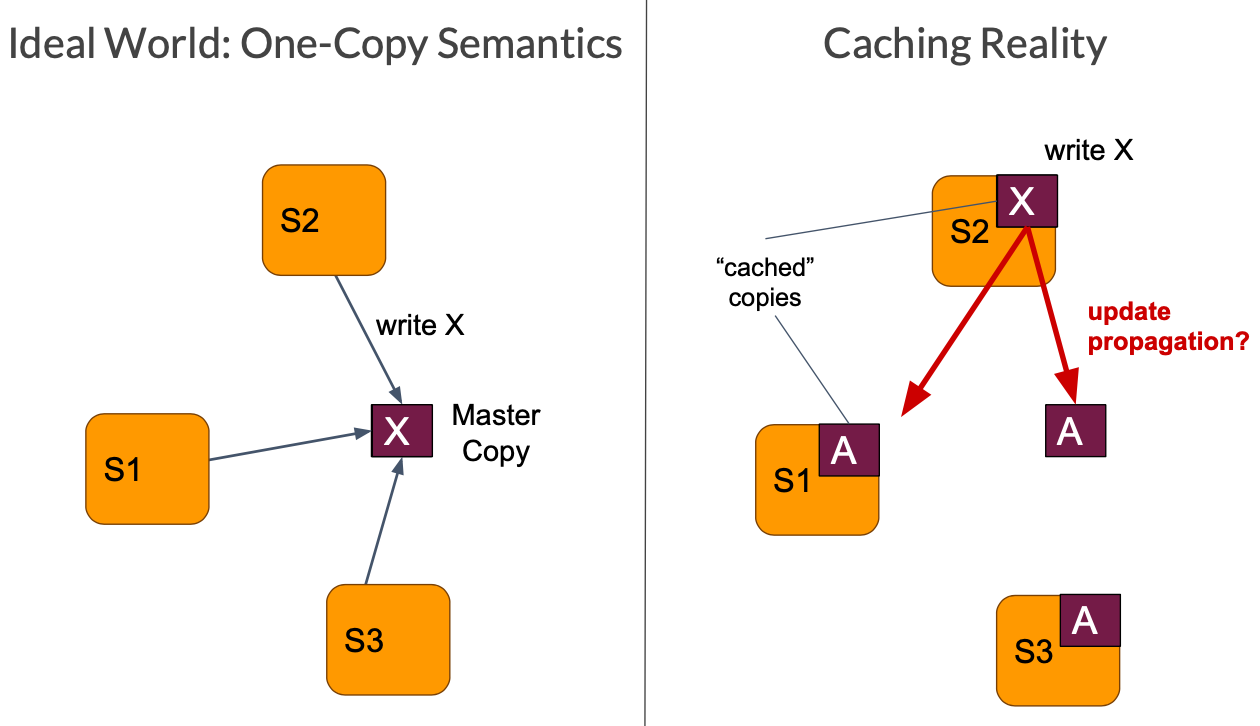 Ideal World: One-Copy Semantics
S2
write X
X
Master
Copy
S1
S3
Caching Reality
write X
X
S2
“cached”
copies
update
propagation?
A
A
S1
A
S3